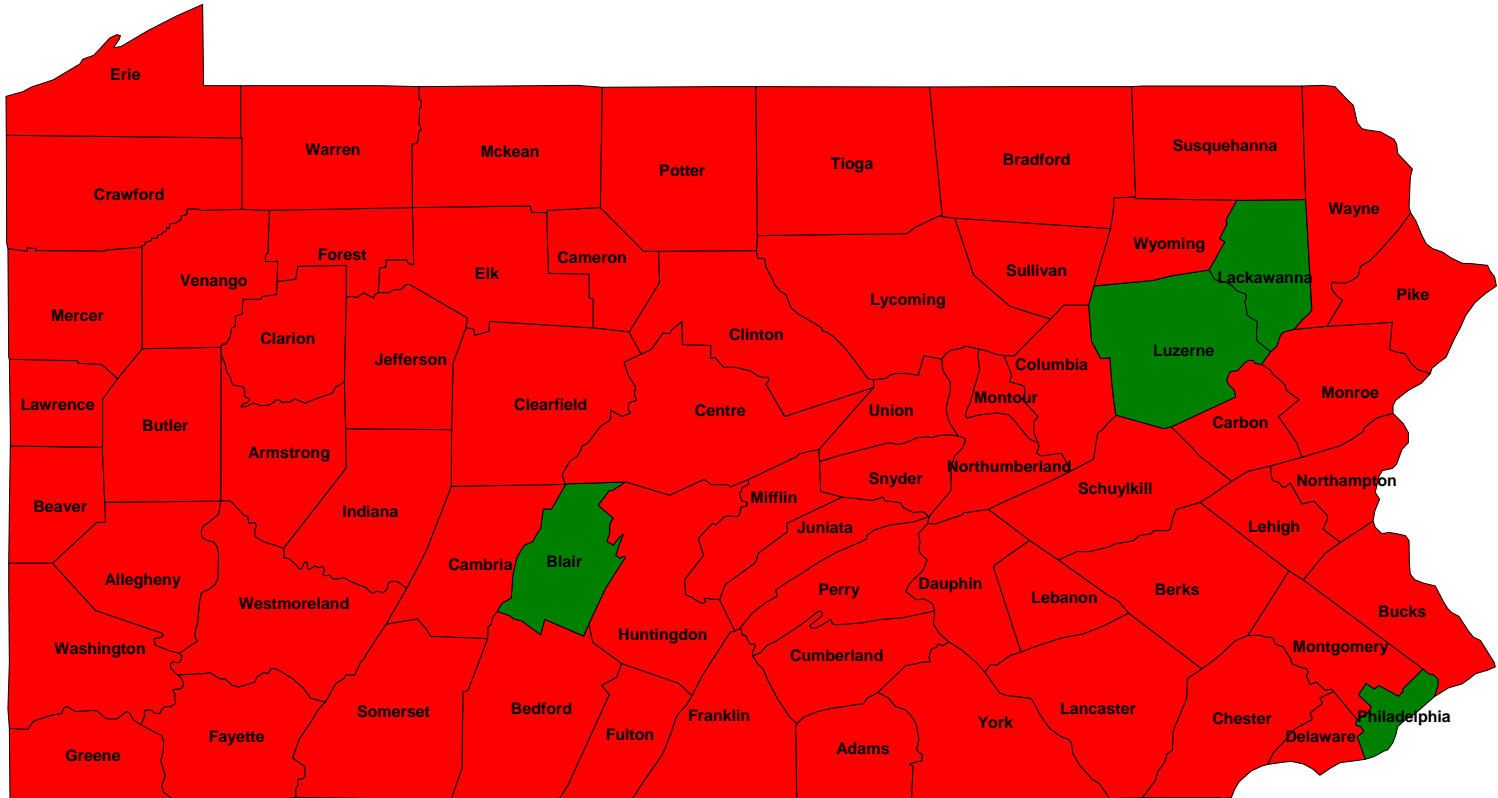 Erie
Warren
Mckean
Potter
Tioga
Bradford
Susquehanna
Crawford
Wayne
Venango
Forest
Elk
Cameron
Wyoming
Sullivan
Lackawanna
Pike
Mercer
Lycoming
Clarion
Jefferson
Clinton
Luzerne
Columbia
Lawrence
Clearfield
Centre
Union
Montour
Monroe
Butler
Armstrong
Carbon
Northumberland
Snyder
Northampton
Schuylkill
Mifflin
Beaver
Indiana
Juniata
Lehigh
Allegheny
Cambria
Blair
Perry
Dauphin
Lebanon
Berks
Westmoreland
Bucks
Washington
Huntingdon
Cumberland
Montgomery
Somerset
Bedford
Franklin
York
Lancaster
Chester
Philadelphia
Fayette
Fulton
Delaware
Greene
Adams